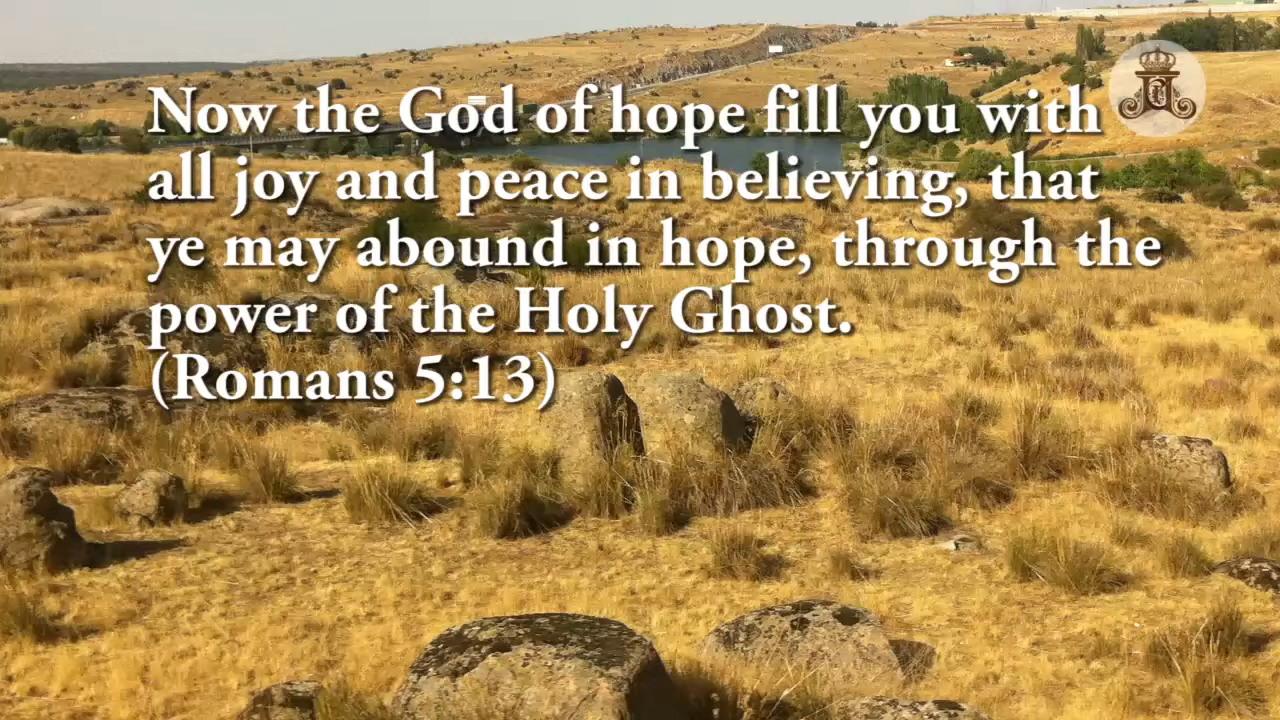 Now the God of hope fill you with
all joy and peace in believing, that
ye may abound in hope, through the
power of the Holy Ghost.
(Romans 5:13)